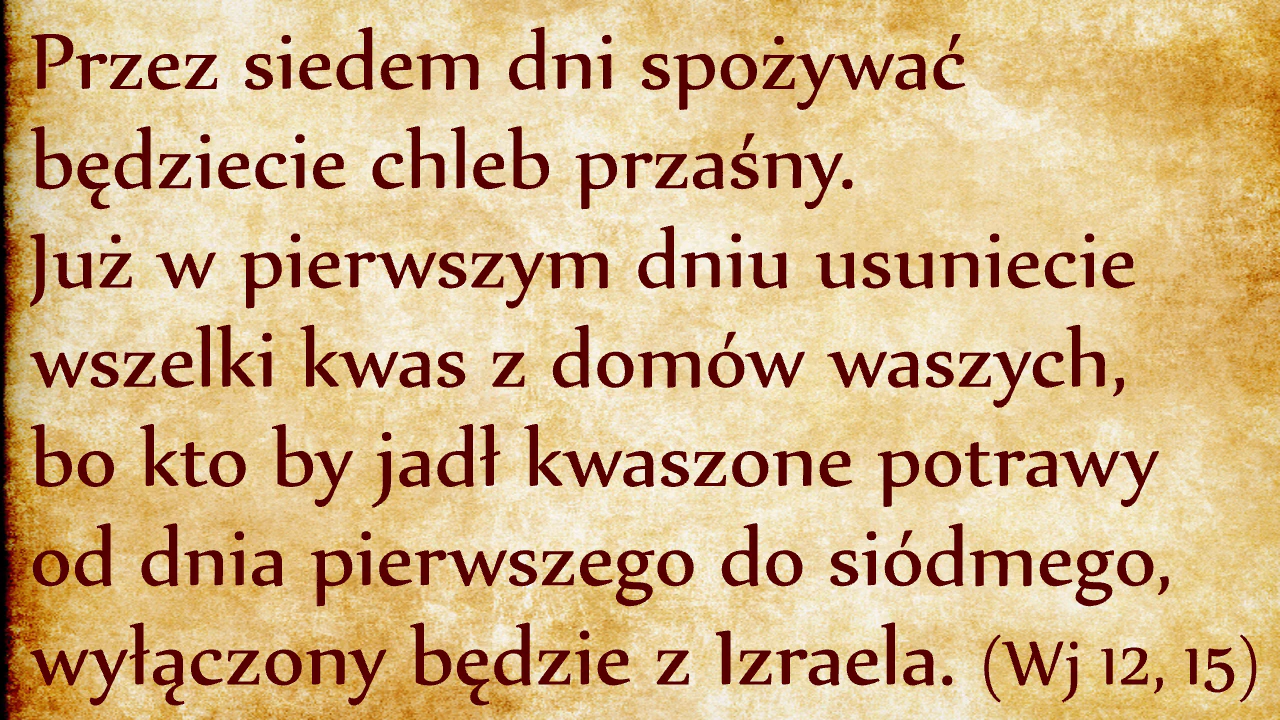 Przez siedem dni spożywać
będziecie chleb przaśny.
Już w pierwszym dniu usuniecie
wszelki kwas z domów waszych,
bo kto by jadł kwaszone potrawy
od dnia pierwszego do siódmego,
wyłączony będzie z Izraela. (Wj 12, 15)